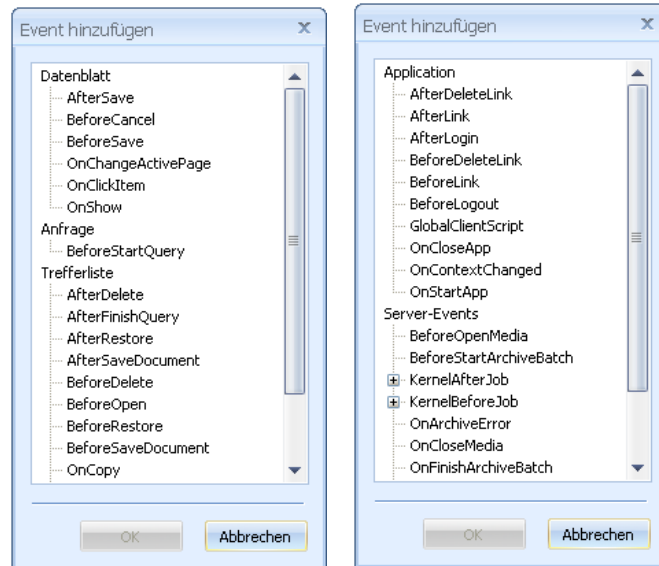 Event hinzufügen
Datenblatt
AfterSave
BeforeCancel
BeforeSave
OnChangeActivePage
OnClickItem
OnShow
Anfrage
BeforeStartQuery
Trefferliste
AfterDelete
AfterFinishQuery
AfterRestore
AfterSaveDocument
BeforeDelete
BeforeOpen
BeforeRestore
BeforeSaveDocument
OnCopy
OK
Abbrechen
Event hinzufügen
Application
AfterDeleteLink
AfterLink
AfterLogin
BeforeDeleteLink
BeforeLink
BeforeLogout
GlobalClientScript
OnCloseApp
OnContextChanged
OnStartApp
Server-Events
BeforeOpenMedia
BeforeStartArchiveBatch
KernelAfterJob
KernelBeforeJob
OnArchiveError
OnCloseMedia
OnFinishArchiveBatch
OK
Abbrechen